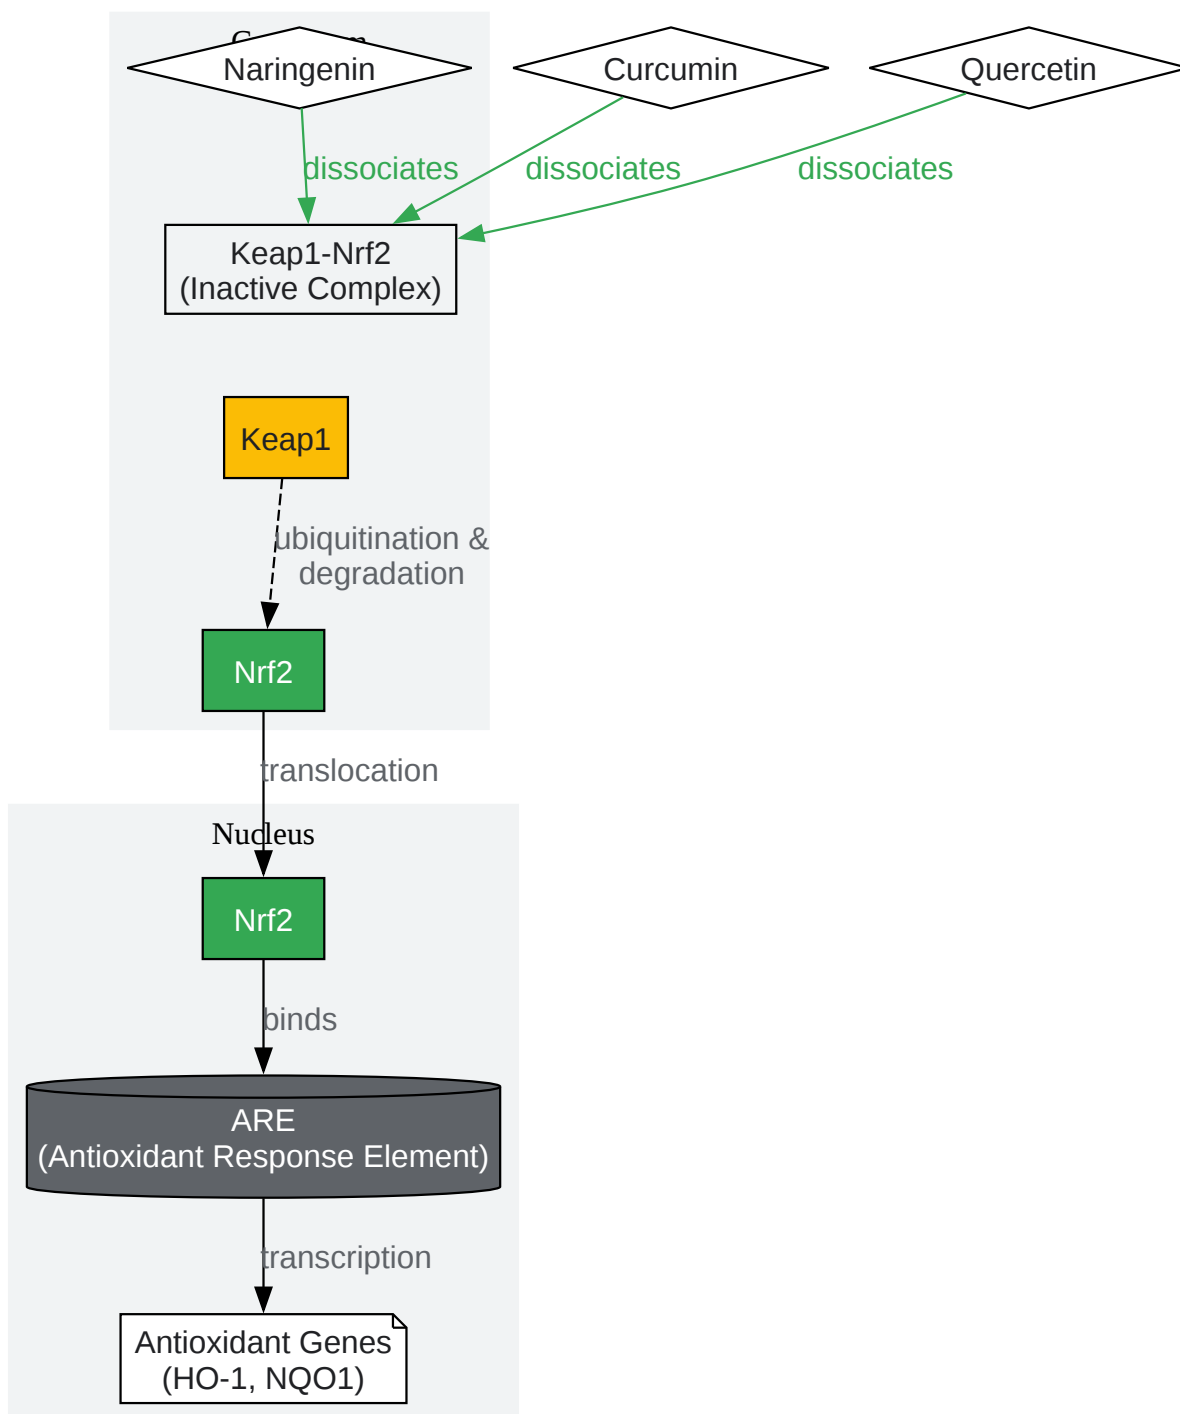 Naringenin
Curcumin
Quercetin
dissociates
dissociates
dissociates
Keap1-Nrf2
(Inactive Complex)
Keap1
ubiquitination &
degradation
Nrf2
translocation
Nucleus
Nrf2
binds
ARE
(Antioxidant Response Element)
transcription
Antioxidant Genes
(HO-1, NQO1)